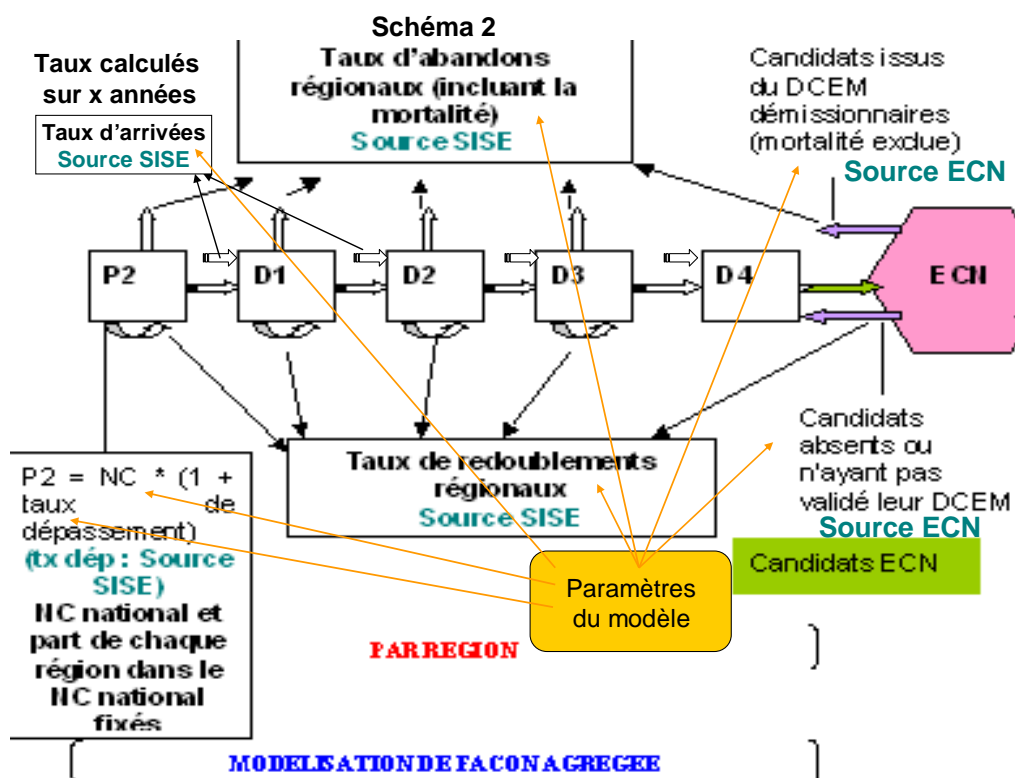 Schéma 2
Taux d'abandons
régionaux (incluant la
mortalité)
Source SISE
Taux calculés
sur x années
Taux d'arrivées
Source SISE
Candidats issus
du DCEM
démissionnaires
(mortalité exclue)
Source ECN
P2
D1
D2
D3
D4
ECN
Taux de redoublements
régionaux
Source SISE
Candidats
absents ou
n'ayant pas
validé leur DCEM
Source ECN
P2 = NC * (1 +
taux de
dépassement)
(tx dép : Source
SISE)
NC national et
part de chaque
région dans le
NC national
fixés
Paramètres
du modèle
Candidats ECN
PAR REGION
MODELISATION DE FACON AGREGEE